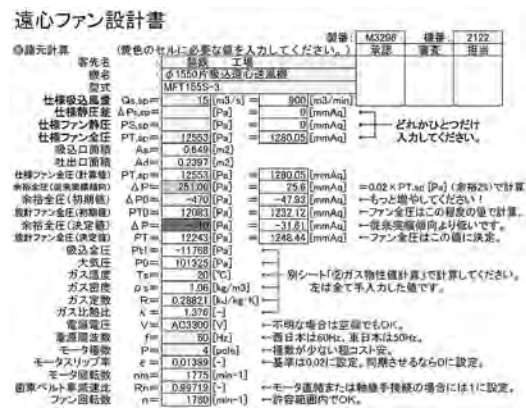 遠心ファン設計書
製番: M3298 機番: 2122
◎諸元計算 (黄色のセルに必要な値を入力してください。) 承認 審査 担当
客先名 : 工場
機名 : φ1550片吸込遠心送風機
型式 : MFT155S-3
仕様吸込風量 Qs,sp= 15 [m3/s] = 900 [m3/min]
仕様静圧差 ΔPs,sp= [Pa] = 0 [mmAq]
仕様ファン静圧 PS,sp= [Pa] = 0 [mmAq] どれかひとつだけ
仕様ファン全圧 PT,sp= 12553 [Pa] = 1280.05 [mmAq] 入力してください。
吸込口面積 As= 0.649 [m2]
吐出口面積 Ad= 0.2397 [m2]
仕様ファン全圧(計算値) PT,sp= 12553 [Pa] = 1280.05 [mmAq]
余裕全圧(従来実績傾向) ΔP= 251.06 [Pa] = 25.6 [mmAq] =0.02×PT,sp [Pa] (余裕2%)で計算
余裕全圧(初期値) ΔP0= -470 [Pa] = -47.93 [mmAq] ←もっと増やしてください!
設計ファン全圧(初期値) PT0= 12083 [Pa] = 1232.12 [mmAq] ←ファン全圧はこの程度の値で計算。
余裕全圧(決定値) ΔP= [Pa] = -31.61 [mmAq] ←従来実績傾向より低いです。
設計ファン全圧(決定値) PT= 12243 [Pa] = 1248.44 [mmAq] ←ファン全圧はこの値に決定。
吸込全圧 Pt1= -11768 [Pa]
大気圧 P0= 101325 [Pa]
ガス温度 Ts= 20 [℃] 別シート「②ガス物性値計算」で計算してください。
ガス密度 ρs= 1.06 [kg/m3] 左は全て手入力した値です。
ガス定数 R= 0.28821 [kJ/kg・K]
ガス比熱比 κ= 1.376 [-]
電源電圧 V= AC3300 [V] ←不明な場合は空欄でもOK。
電源周波数 f= 60 [Hz] ←西日本は60Hz、東日本は50Hz。
モータ極数 P= 4 [pole] ←極数が少ない程コスト安。
モータスリップ率 ε= 0.01389 [-] ←基準は0.02に設定。同期させるなら0に設定。
モータ回転数 nm= 1775 [min-1]
歯車ベルト車減速比 Rn= 0.99719 [-] ←モータ直結または軸継手接続の場合には1に設定。
ファン回転数 n= 1780 [min-1] ←許容範囲内でOK。